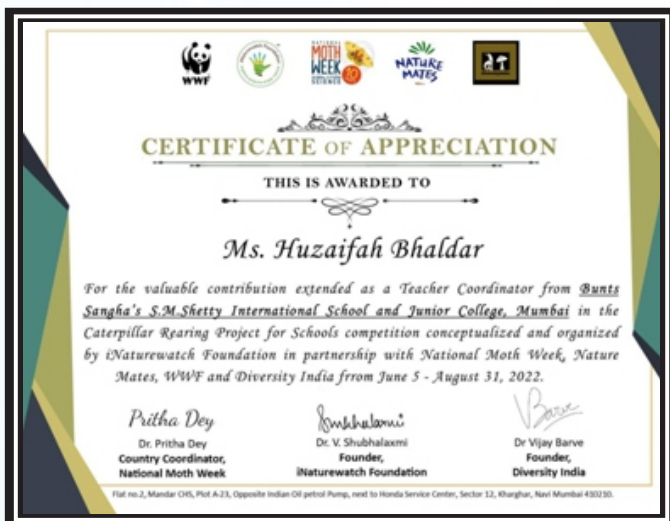 WWF
NATIONAL
MOTH
WEEK
SCIENCE
10
NATURE
MATES
CERTIFICATE OF APPRECIATION
THIS IS AWARDED TO
Ms. Huzaifah Bhaldar
For the valuable contribution extended as a Teacher Coordinator from Bunts
Sangha's S.M.Shetty International School and Junior College, Mumbai in the
Caterpillar Rearing Project for Schools competition conceptualized and organized
by iNaturewatch Foundation in partnership with National Moth Week, Nature
Mates, WWF and Diversity India frrom June 5 - August 31, 2022.
Pritha Dey
Dr. Pritha Dey
Country Coordinator,
National Moth Week
Dr. V. Shubhalaxmi
Founder,
iNaturewatch Foundation
Barve
Dr Vijay Barve
Founder,
Diversity India
Flat no.2, Mandar CHS, Plot A-23, Opposite Indian Oil petrol Pump, next to Honda Service Center, Sector 12, Kharghar, Navi Mumbai 410210.